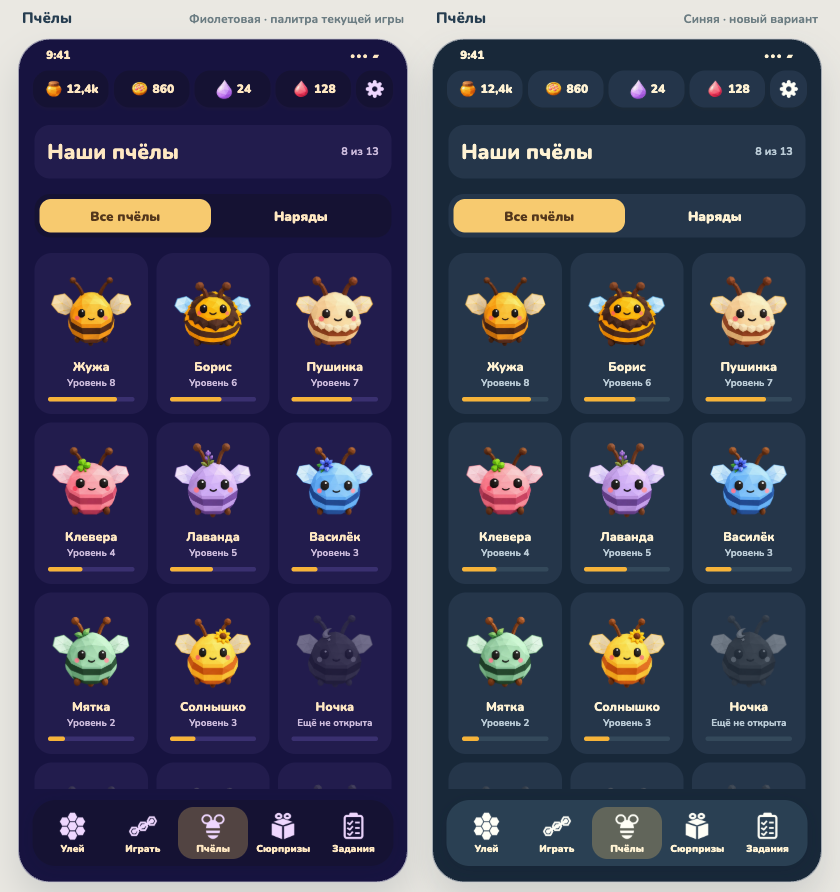 Пчёлы
Фиолетовая · палитра текущей игры
9:41
12,4k 860 24 128
Наши пчёлы
8 из 13
Все пчёлы Наряды
Жужа Борис Пушинка
Уровень 8 Уровень 6 Уровень 7
Клевера Лаванда Василёк
Уровень 4 Уровень 5 Уровень 3
Мятка Солнышко Ночка
Уровень 2 Уровень 3 Ещё не открыта
Улей Играть Пчёлы Сюрпризы Задания
Пчёлы
Синяя · новый вариант
9:41
12,4k 860 24 128
Наши пчёлы
8 из 13
Все пчёлы Наряды
Жужа Борис Пушинка
Уровень 8 Уровень 6 Уровень 7
Клевера Лаванда Василёк
Уровень 4 Уровень 5 Уровень 3
Мятка Солнышко Ночка
Уровень 2 Уровень 3 Ещё не открыта
Улей Играть Пчёлы Сюрпризы Задания